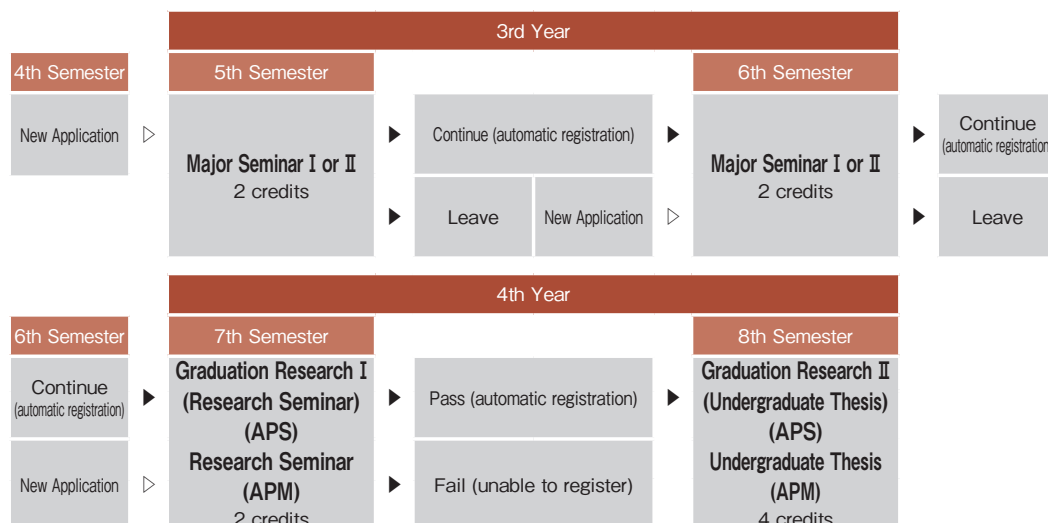 3rd Year
4th Semester
5th Semester
6th Semester
New Application
Major Seminar Ⅰ or Ⅱ
2 credits
Continue (automatic registration)
Leave
New Application
Major Seminar Ⅰ or Ⅱ
2 credits
Continue
(automatic registration)
Leave
4th Year
6th Semester
7th Semester
8th Semester
Continue
(automatic registration)
New Application
Graduation Research Ⅰ
(Research Seminar)
(APS)
Research Seminar
(APM)
2 credits
Pass (automatic registration)
Fail (unable to register)
Graduation Research Ⅱ
(Undergraduate Thesis)
(APS)
Undergraduate Thesis
(APM)
4 credits